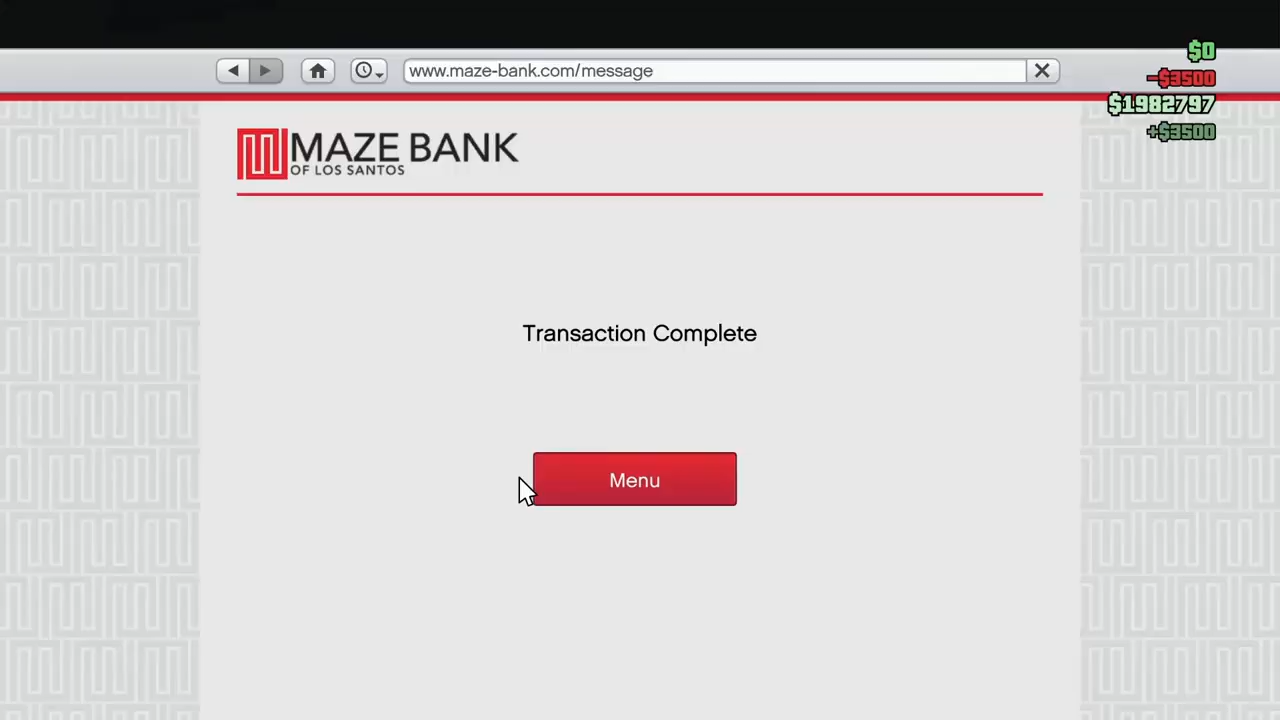 www.maze-bank.com/message
$0
-$3500
$1982797
+$3500
MAZE BANK
OF LOS SANTOS
Transaction Complete
Menu